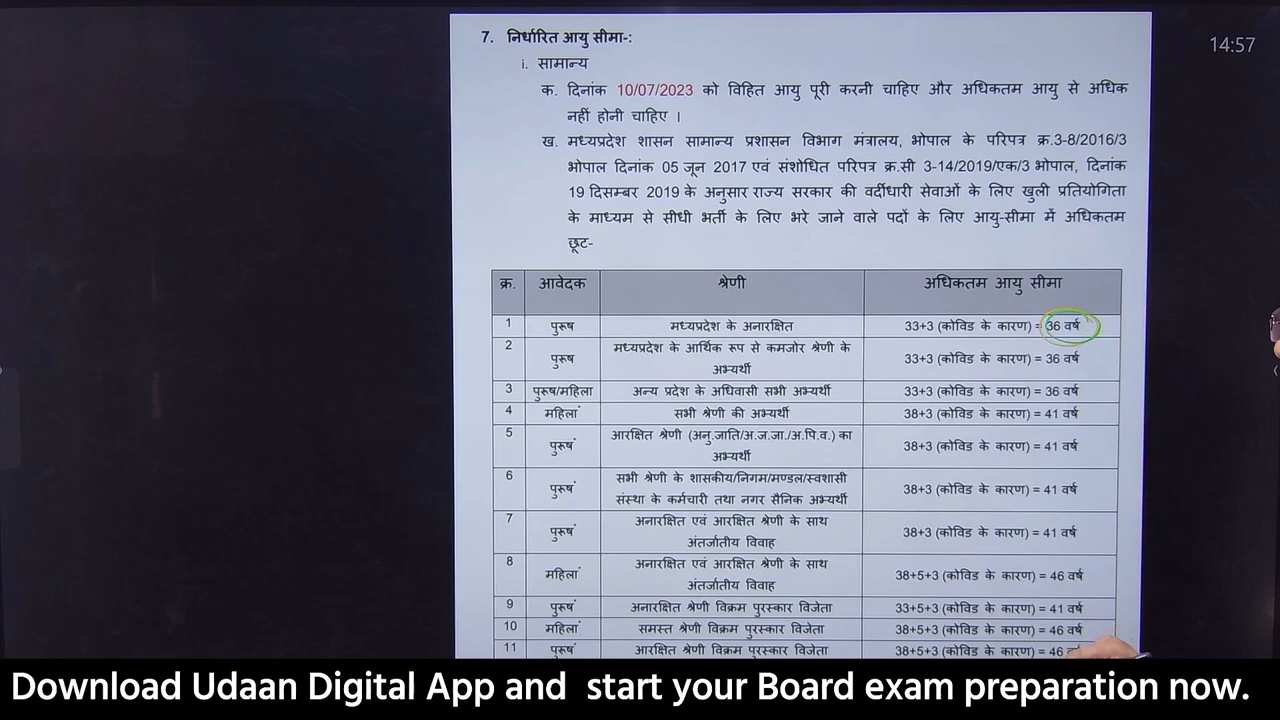 14:57
7. निर्धारित आयु सीमा-:
i. सामान्य
क. दिनांक 10/07/2023 को विहित आयु पूरी करनी चाहिए और अधिकतम आयु से अधिक
नहीं होनी चाहिए ।
ख. मध्यप्रदेश शासन सामान्य प्रशासन विभाग मंत्रालय, भोपाल के परिपत्र क्र.3-8/2016/3
भोपाल दिनांक 05 जून 2017 एवं संशोधित परिपत्र क्र.सी 3-14/2019/एक/3 भोपाल, दिनांक
19 दिसम्बर 2019 के अनुसार राज्य सरकार की वर्दीधारी सेवाओं के लिए खुली प्रतियोगिता
के माध्यम से सीधी भर्ती के लिए भरे जाने वाले पदों के लिए आयु-सीमा में अधिकतम
छूट-
क्र. आवेदक श्रेणी अधिकतम आयु सीमा
1 पुरूष मध्यप्रदेश के अनारक्षित 33+3 (कोविड के कारण) = 36 वर्ष
2 पुरूष मध्यप्रदेश के आर्थिक रूप से कमजोर श्रेणी के 33+3 (कोविड के कारण) = 36 वर्ष
अभ्यर्थी
3 पुरूष/महिला अन्य प्रदेश के अधिवासी सभी अभ्यर्थी 33+3 (कोविड के कारण) = 36 वर्ष
4 महिला* सभी श्रेणी की अभ्यर्थी 38+3 (कोविड के कारण) = 41 वर्ष
5 पुरूष* आरक्षित श्रेणी (अनु.जाति/अ.ज.जा./अ.पि.व.) का 38+3 (कोविड के कारण) = 41 वर्ष
अभ्यर्थी
6 पुरूष* सभी श्रेणी के शासकीय/निगम/मण्डल/स्वशासी 38+3 (कोविड के कारण) = 41 वर्ष
संस्था के कर्मचारी तथा नगर सैनिक अभ्यर्थी
7 पुरूष* अनारक्षित एवं आरक्षित श्रेणी के साथ 38+3 (कोविड के कारण) = 41 वर्ष
अंतर्जातीय विवाह
8 महिला* अनारक्षित एवं आरक्षित श्रेणी के साथ 38+5+3 (कोविड के कारण) = 46 वर्ष
अंतर्जातीय विवाह
9 पुरूष* अनारक्षित श्रेणी विक्रम पुरस्कार विजेता 33+5+3 (कोविड के कारण) = 41 वर्ष
10 महिला* समस्त श्रेणी विक्रम पुरस्कार विजेता 38+5+3 (कोविड के कारण) = 46 वर्ष
11 पुरूष* आरक्षित श्रेणी विक्रम पुरस्कार विजेता 38+5+3 (कोविड के कारण) = 46
Download Udaan Digital App and start your Board exam preparation now.